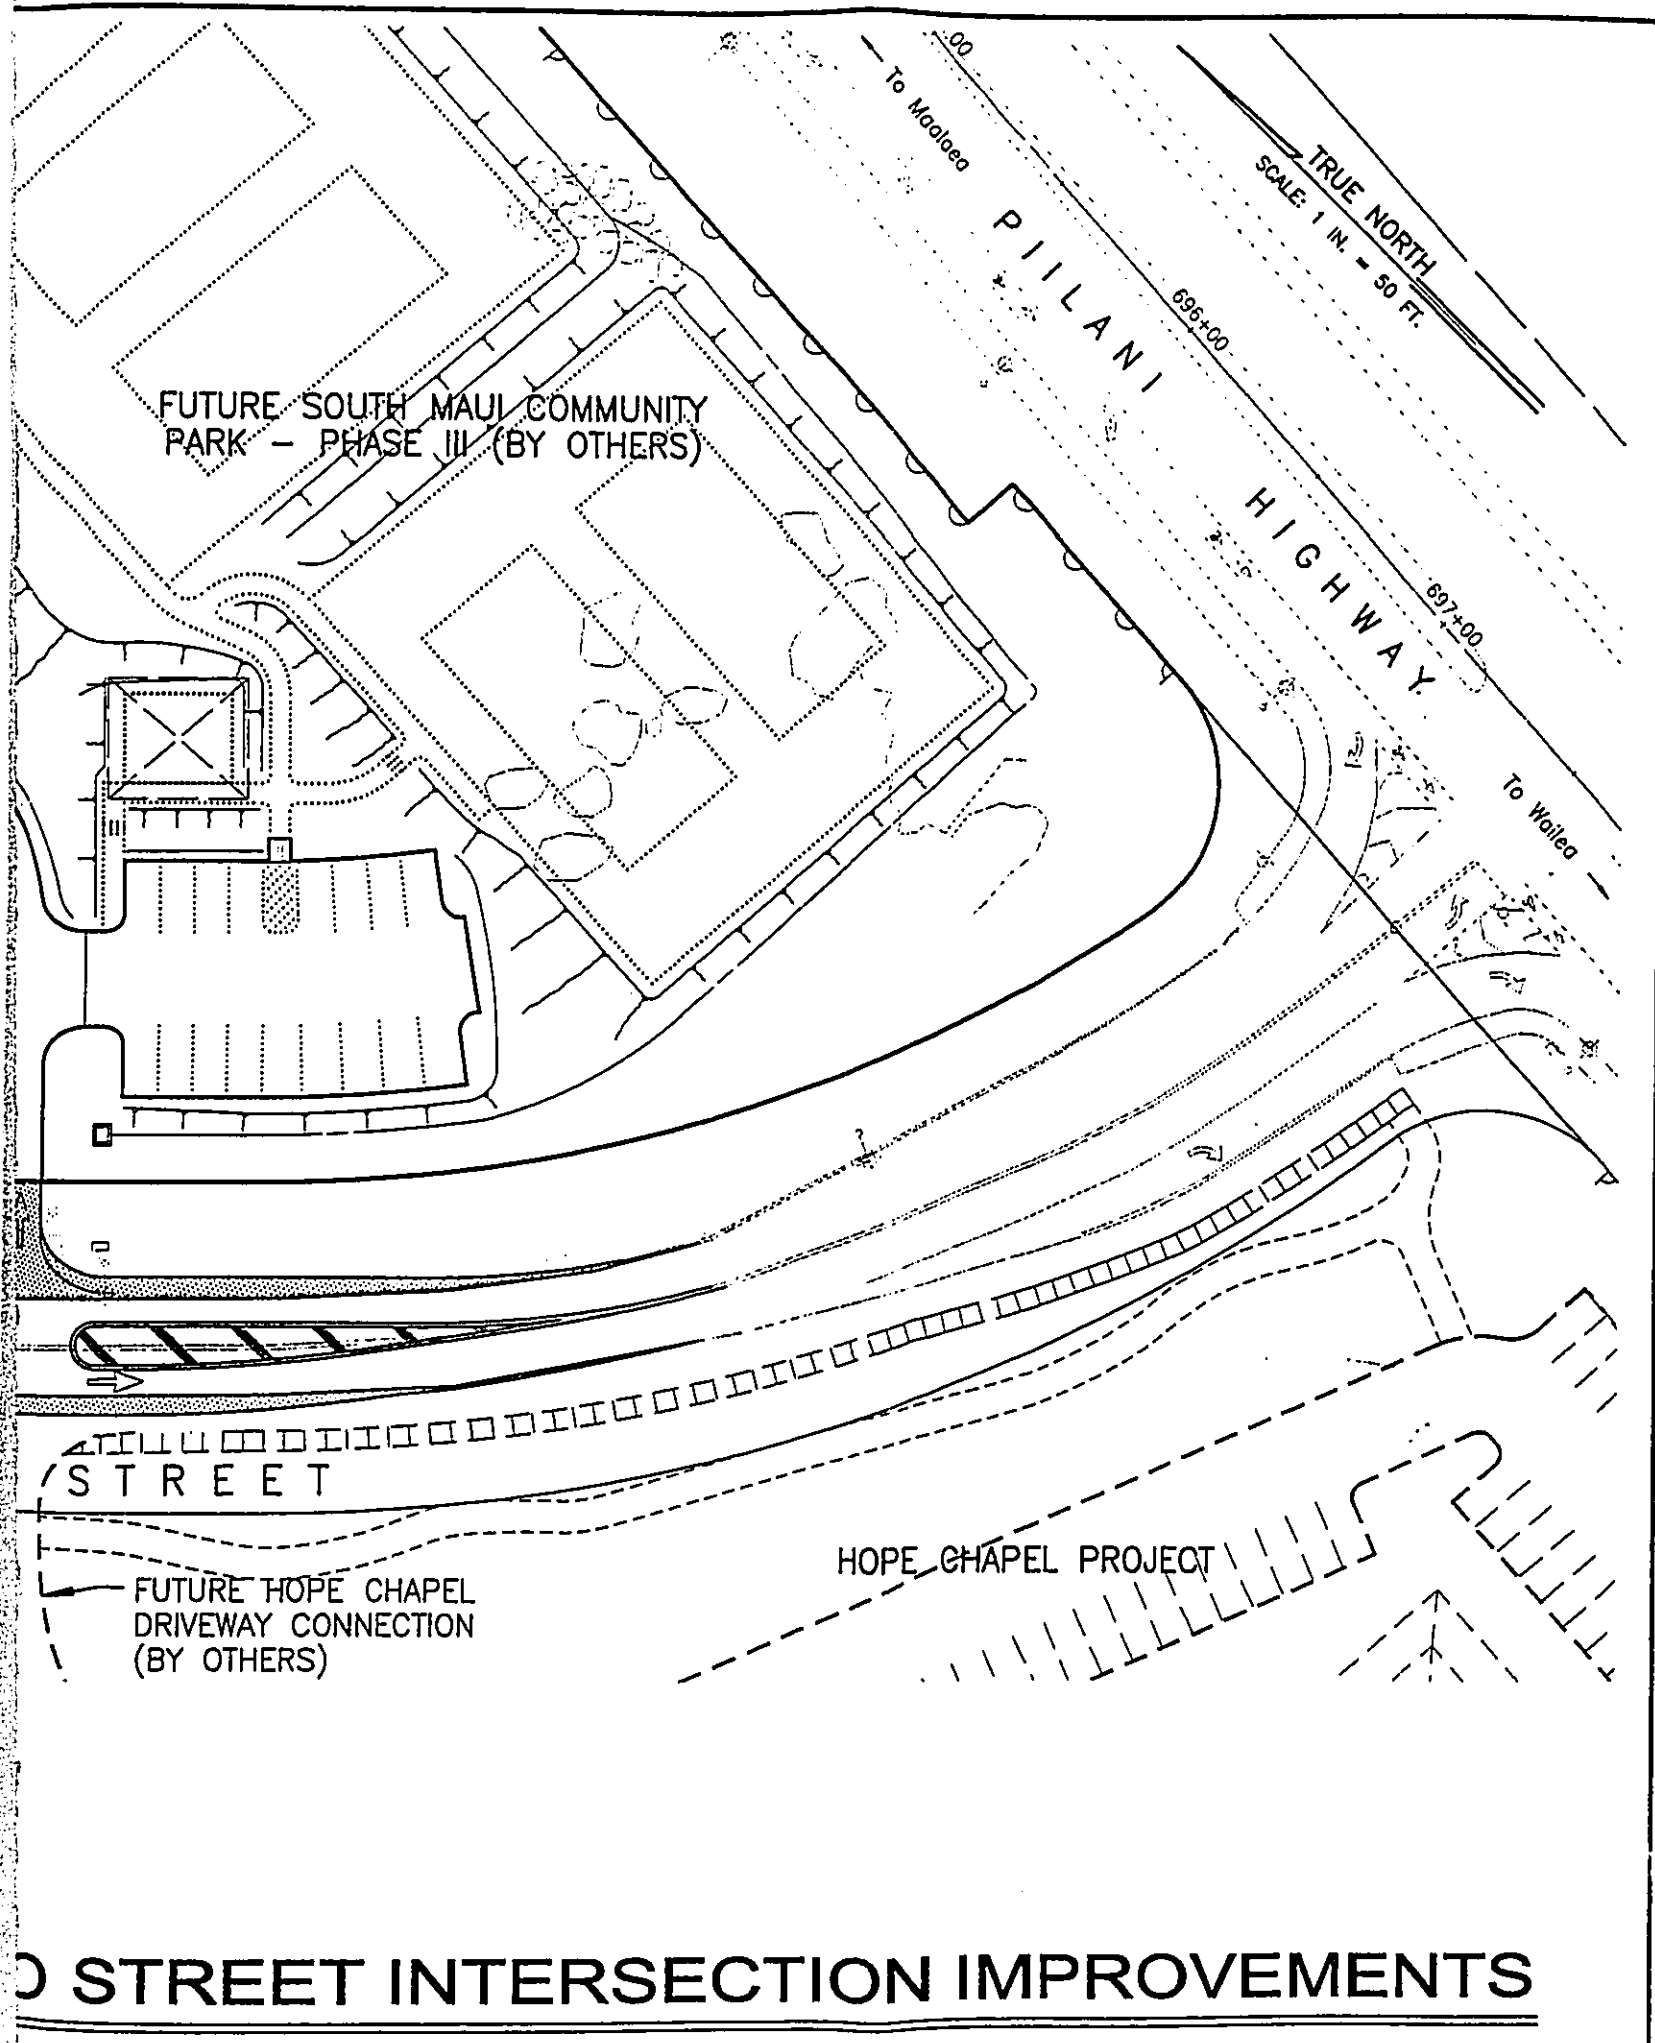 To Maalaea
TRUE NORTH
SCALE: 1 IN. = 50 FT.
PIILANI HIGHWAY
696+00
697+00
To Wailea
FUTURE SOUTH MAUI COMMUNITY
PARK - PHASE III (BY OTHERS)
STREET
HOPE CHAPEL PROJECT
FUTURE HOPE CHAPEL
DRIVEWAY CONNECTION
(BY OTHERS)
O STREET INTERSECTION IMPROVEMENTS